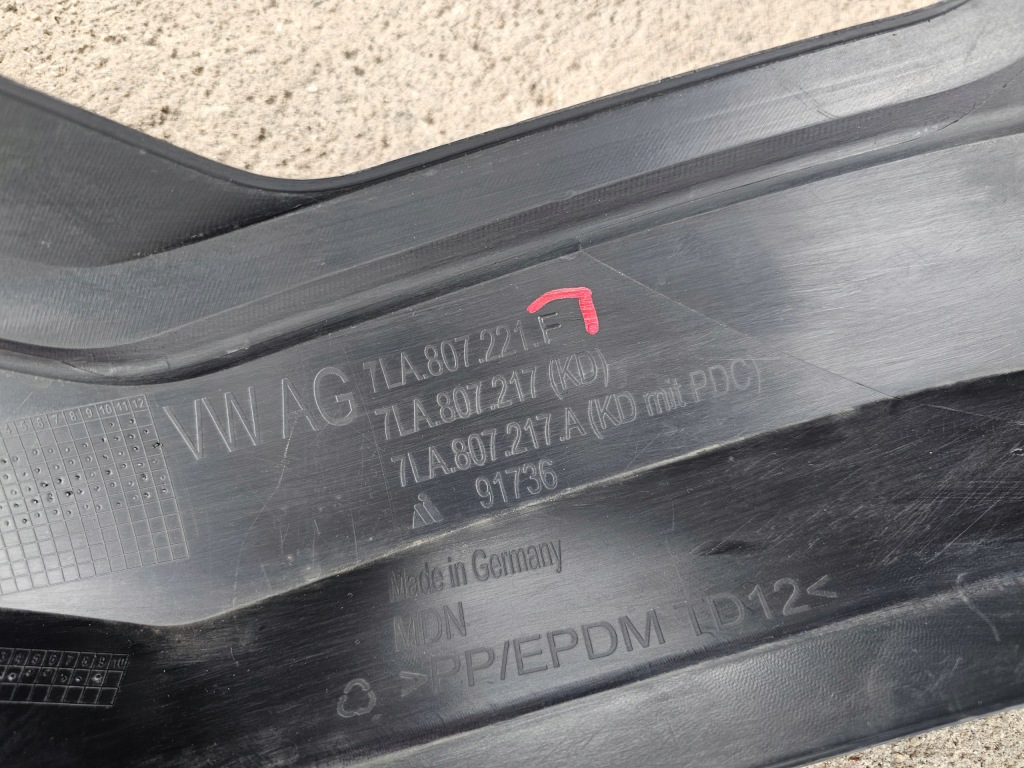 VW AG
7LA.807.221.F
7LA.807.217 (KD)
7LA.807.217.A (KD mit PDC)
91736
Made in Germany
MDN
>PP/EPDM TD12<